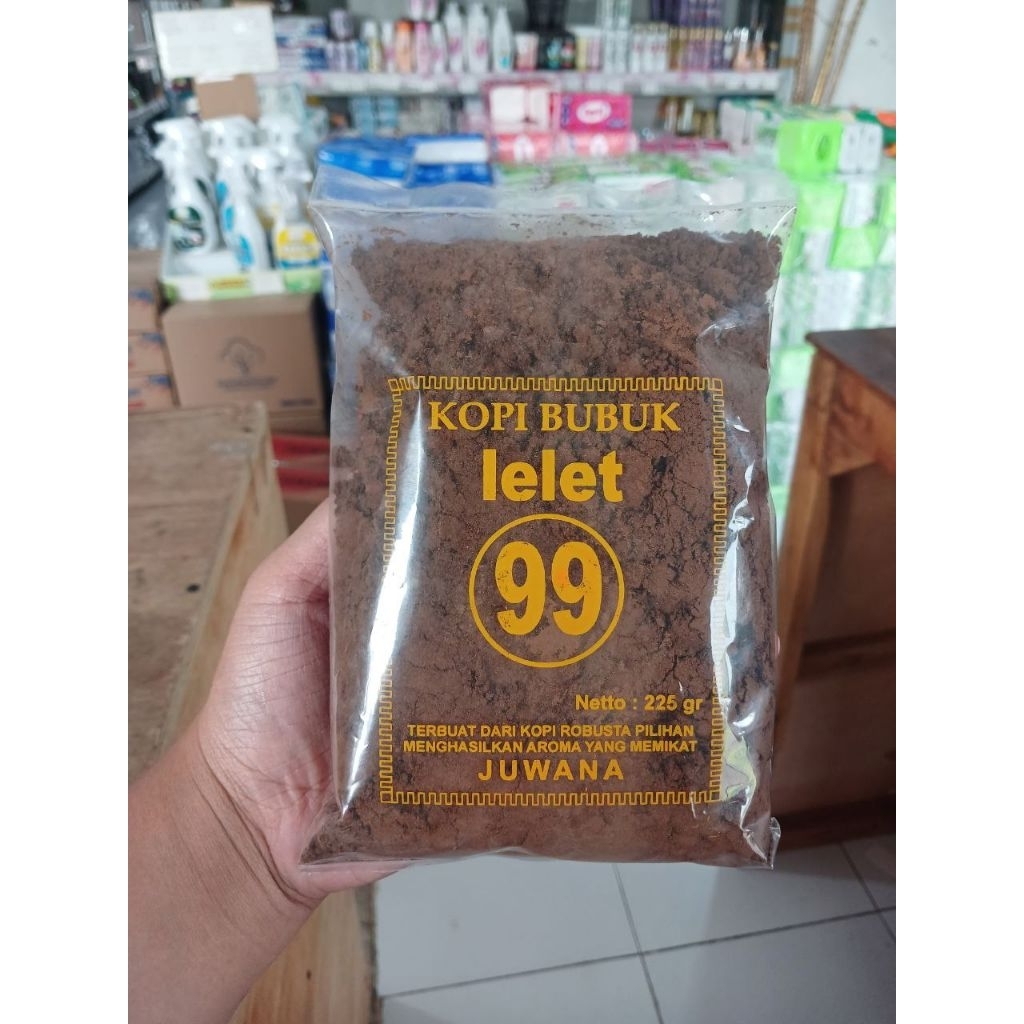 KOPI BUBUK
lelet
99
Netto : 225 gr
TERBUAT DARI KOPI ROBUSTA PILIHAN
MENGHASILKAN AROMA YANG MEMIKAT
JUWANA